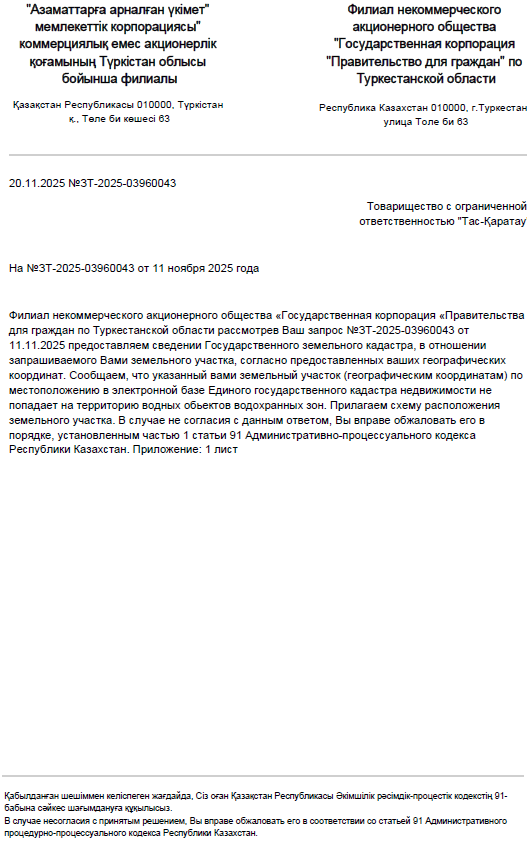 "Азаматтарға арналған үкімет"
мемлекеттік корпорациясы"
коммерциялық емес акционерлік
қоғамының Түркістан облысы
бойынша филиалы
Қазақстан Республикасы 010000, Түркістан
қ., Төле би көшесі 63
Филиал некоммерческого
акционерного общества
"Государственная корпорация
"Правительство для граждан" по
Туркестанской области
Республика Казахстан 010000, г.Туркестан
улица Толе би 63
20.11.2025 №ЗТ-2025-03960043
Товарищество с ограниченной
ответственностью "Тас-Қаратау"
На №ЗТ-2025-03960043 от 11 ноября 2025 года
Филиал некоммерческого акционерного общества «Государственная корпорация «Правительства
для граждан по Туркестанской области рассмотрев Ваш запрос №ЗТ-2025-03960043 от
11.11.2025 предоставляем сведении Государственного земельного кадастра, в отношении
запрашиваемого Вами земельного участка, согласно предоставленных ваших географических
координат. Сообщаем, что указанный вами земельный участок (географическим координатам) по
местоположению в электронной базе Единого государственного кадастра недвижимости не
попадает на территорию водных обьектов водохранных зон. Прилагаем схему расположения
земельного участка. В случае не согласия с данным ответом, Вы вправе обжаловать его в
порядке, установленным частью 1 статьи 91 Административно-процессуального кодекса
Республики Казахстан. Приложение: 1 лист
Қабылданған шешіммен келіспеген жағдайда, Сіз оған Қазақстан Республикасы Әкімшілік рәсімдік-процестік кодекстің 91-
бабына сәйкес шағымдануға құқылысыз.
В случае несогласия с принятым решением, Вы вправе обжаловать его в соответствии со статьей 91 Административного
процедурно-процессуального кодекса Республики Казахстан.